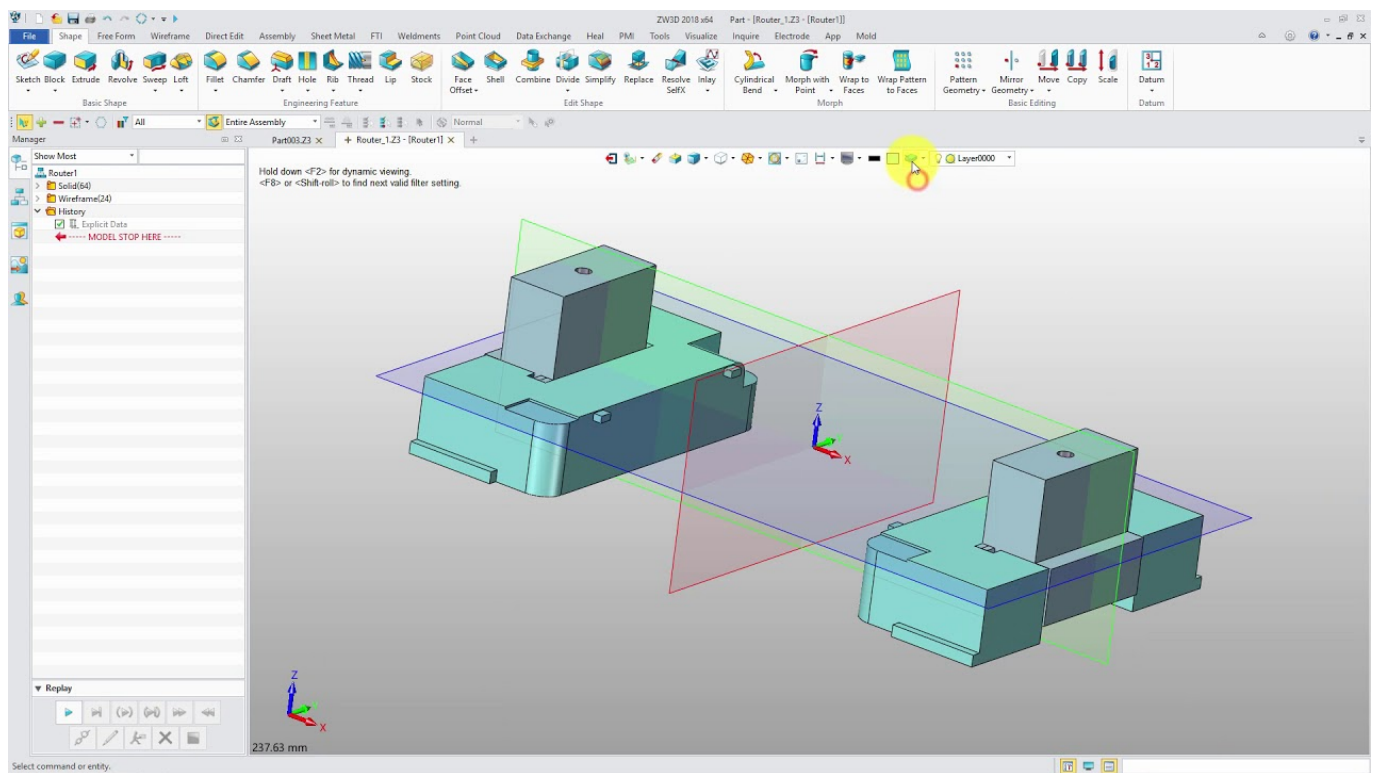 ZW3D 2018 x64 Part - [Router_1.Z3 - [Router1]]
File Shape Free Form Wireframe Direct Edit Assembly Sheet Metal FTI Weldments Point Cloud Data Exchange Heal PMI Tools Visualize Inquire Electrode App Mold
Sketch Block Extrude Revolve Sweep Loft Fillet Chamfer Draft Hole Rib Thread Lip Stock Face Offset Shell Combine Divide Simplify Replace Resolve SelfX Inlay Cylindrical Bend Morph with Point Wrap to Faces Wrap Pattern to Faces Pattern Geometry Mirror Geometry Move Copy Scale Datum
Basic Shape Engineering Feature Edit Shape Morph Basic Editing Datum
All Entire Assembly Normal
Manager Part003.Z3 Router_1.Z3 - [Router1]
Show Most
Layer0000
Router1
Solid(64)
Wireframe(24)
History
Explicit Data
----- MODEL STOP HERE -----
Hold down <F2> for dynamic viewing.
<F8> or <Shift-roll> to find next valid filter setting.
Z
X
Replay
Z
X
237.63 mm
Select command or entity.